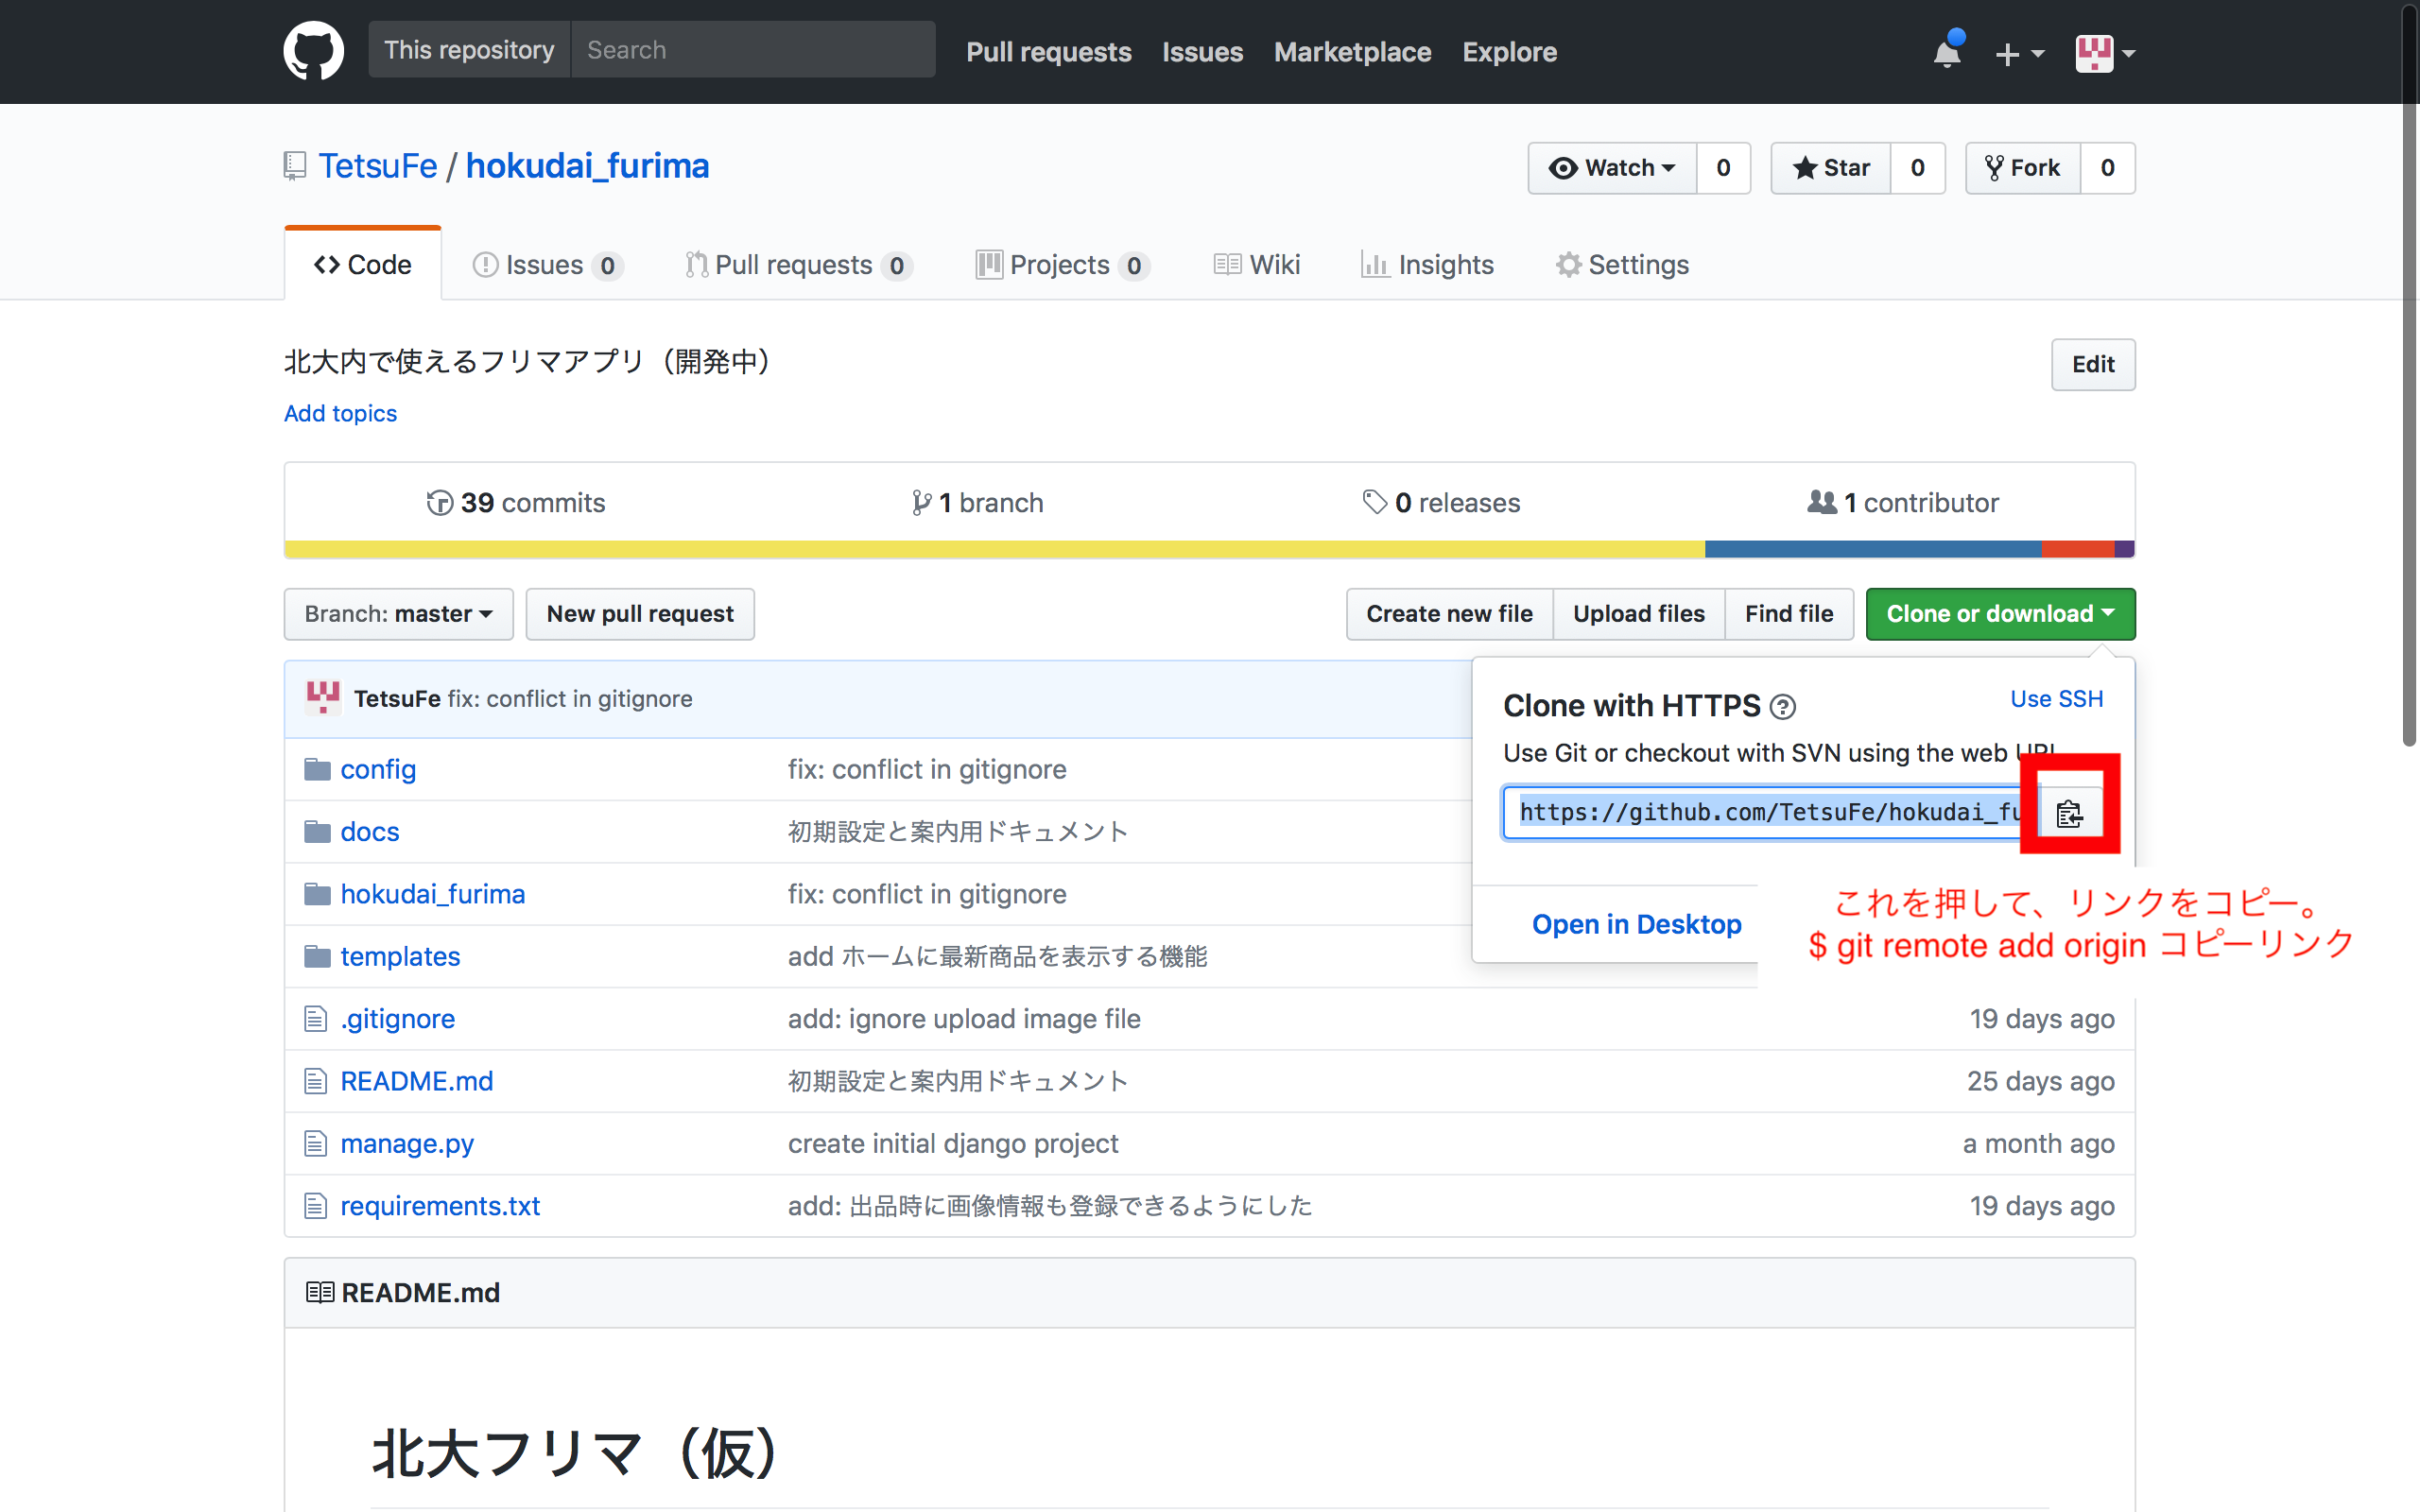 This repository Search Pull requests Issues Marketplace Explore
TetsuFe / hokudai_furima
Watch 0 Star 0 Fork 0
Code Issues 0 Pull requests 0 Projects 0 Wiki Insights Settings
北大内で使えるフリマアプリ（開発中）
Edit
Add topics
39 commits 1 branch 0 releases 1 contributor
Branch: master New pull request Create new file Upload files Find file Clone or download
TetsuFe fix: conflict in gitignore
Clone with HTTPS Use SSH
Use Git or checkout with SVN using the web URL
https://github.com/TetsuFe/hokudai_fu
Open in Desktop
これを押して、リンクをコピー。
$ git remote add origin コピーリンク
config fix: conflict in gitignore
docs 初期設定と案内用ドキュメント
hokudai_furima fix: conflict in gitignore
templates add ホームに最新商品を表示する機能
.gitignore add: ignore upload image file 19 days ago
README.md 初期設定と案内用ドキュメント 25 days ago
manage.py create initial django project a month ago
requirements.txt add: 出品時に画像情報も登録できるようにした 19 days ago
README.md
北大フリマ（仮）